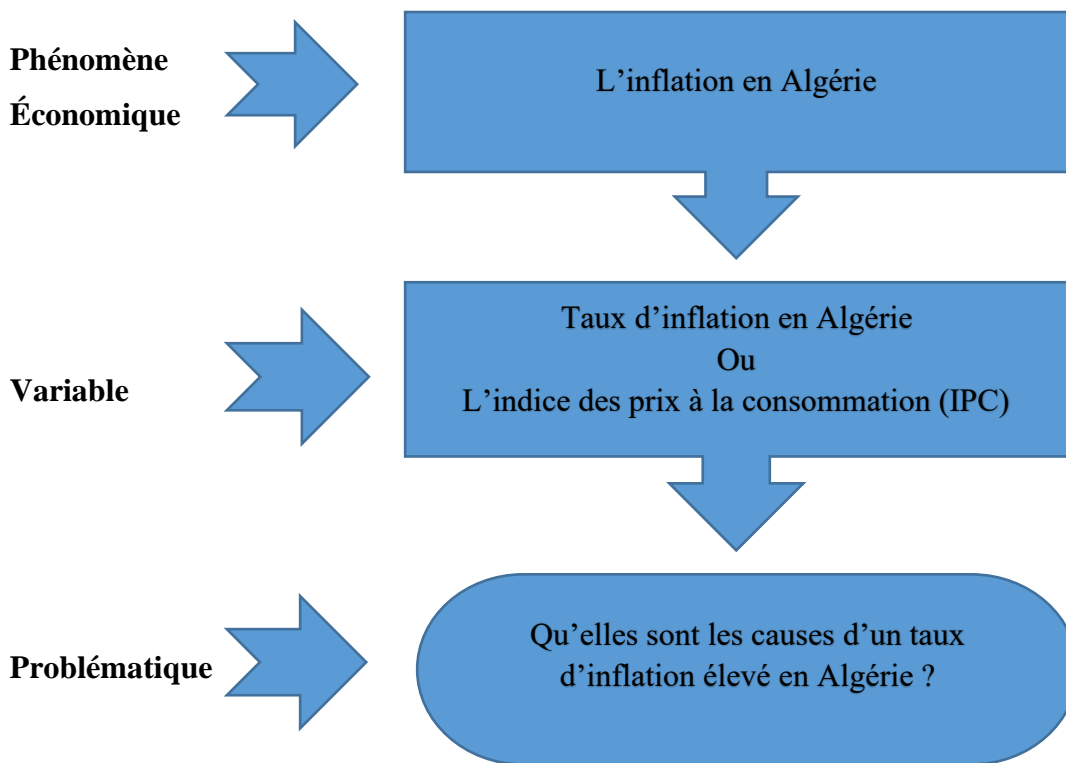 Phénomène
Économique
L’inflation en Algérie
Variable
Taux d’inflation en Algérie
Ou
L’indice des prix à la consommation (IPC)
Problématique
Qu’elles sont les causes d’un taux
d’inflation élevé en Algérie ?